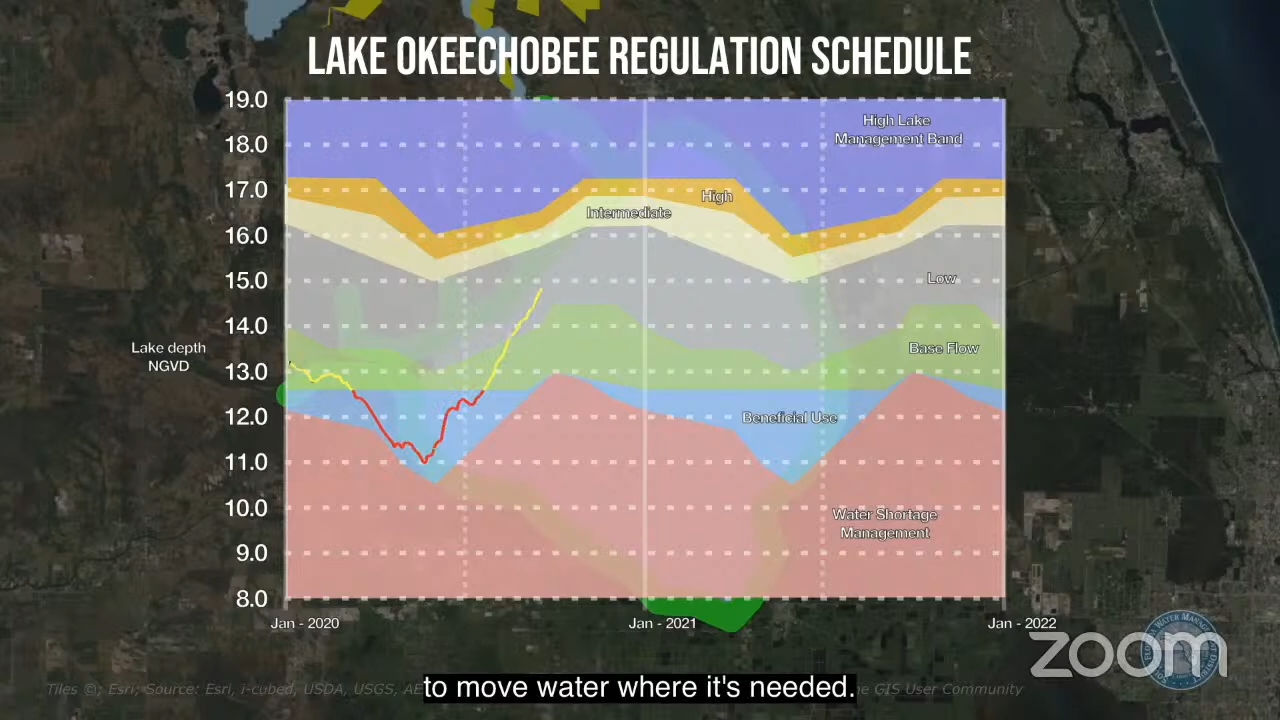 LAKE OKEECHOBEE REGULATION SCHEDULE
19.0
18.0
17.0
16.0
15.0
14.0
13.0
12.0
11.0
10.0
9.0
8.0
Lake depth
NGVD
High Lake
Management Band
High
Intermediate
Low
Base Flow
Beneficial Use
Water Shortage
Management
Jan - 2020
Jan - 2021
Jan - 2022
zoom
Tiles ©; Esri; Source: Esri, i-cubed, USDA, USGS, AE
GIS User Community
to move water where it's needed.